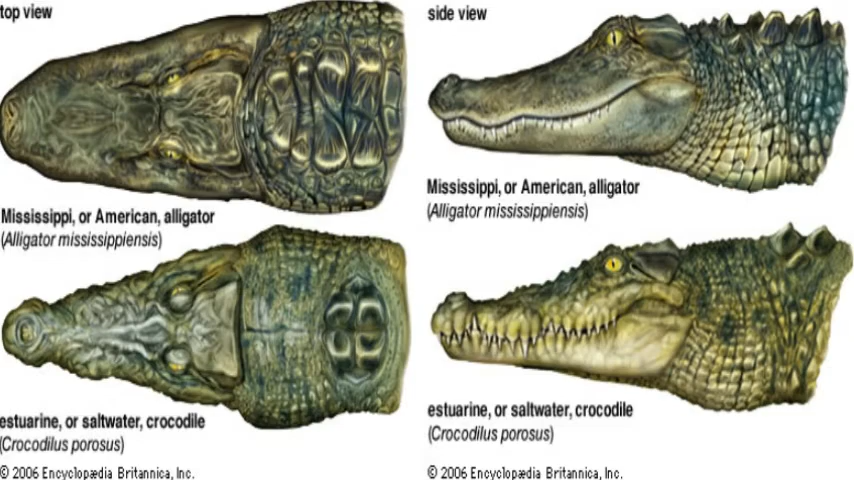 top view
Mississippi, or American, alligator
(Alligator mississippiensis)
estuarine, or saltwater, crocodile
(Crocodilus porosus)
© 2006 Encyclopædia Britannica, Inc.
side view
Mississippi, or American, alligator
(Alligator mississippiensis)
estuarine, or saltwater, crocodile
(Crocodilus porosus)
© 2006 Encyclopædia Britannica, Inc.